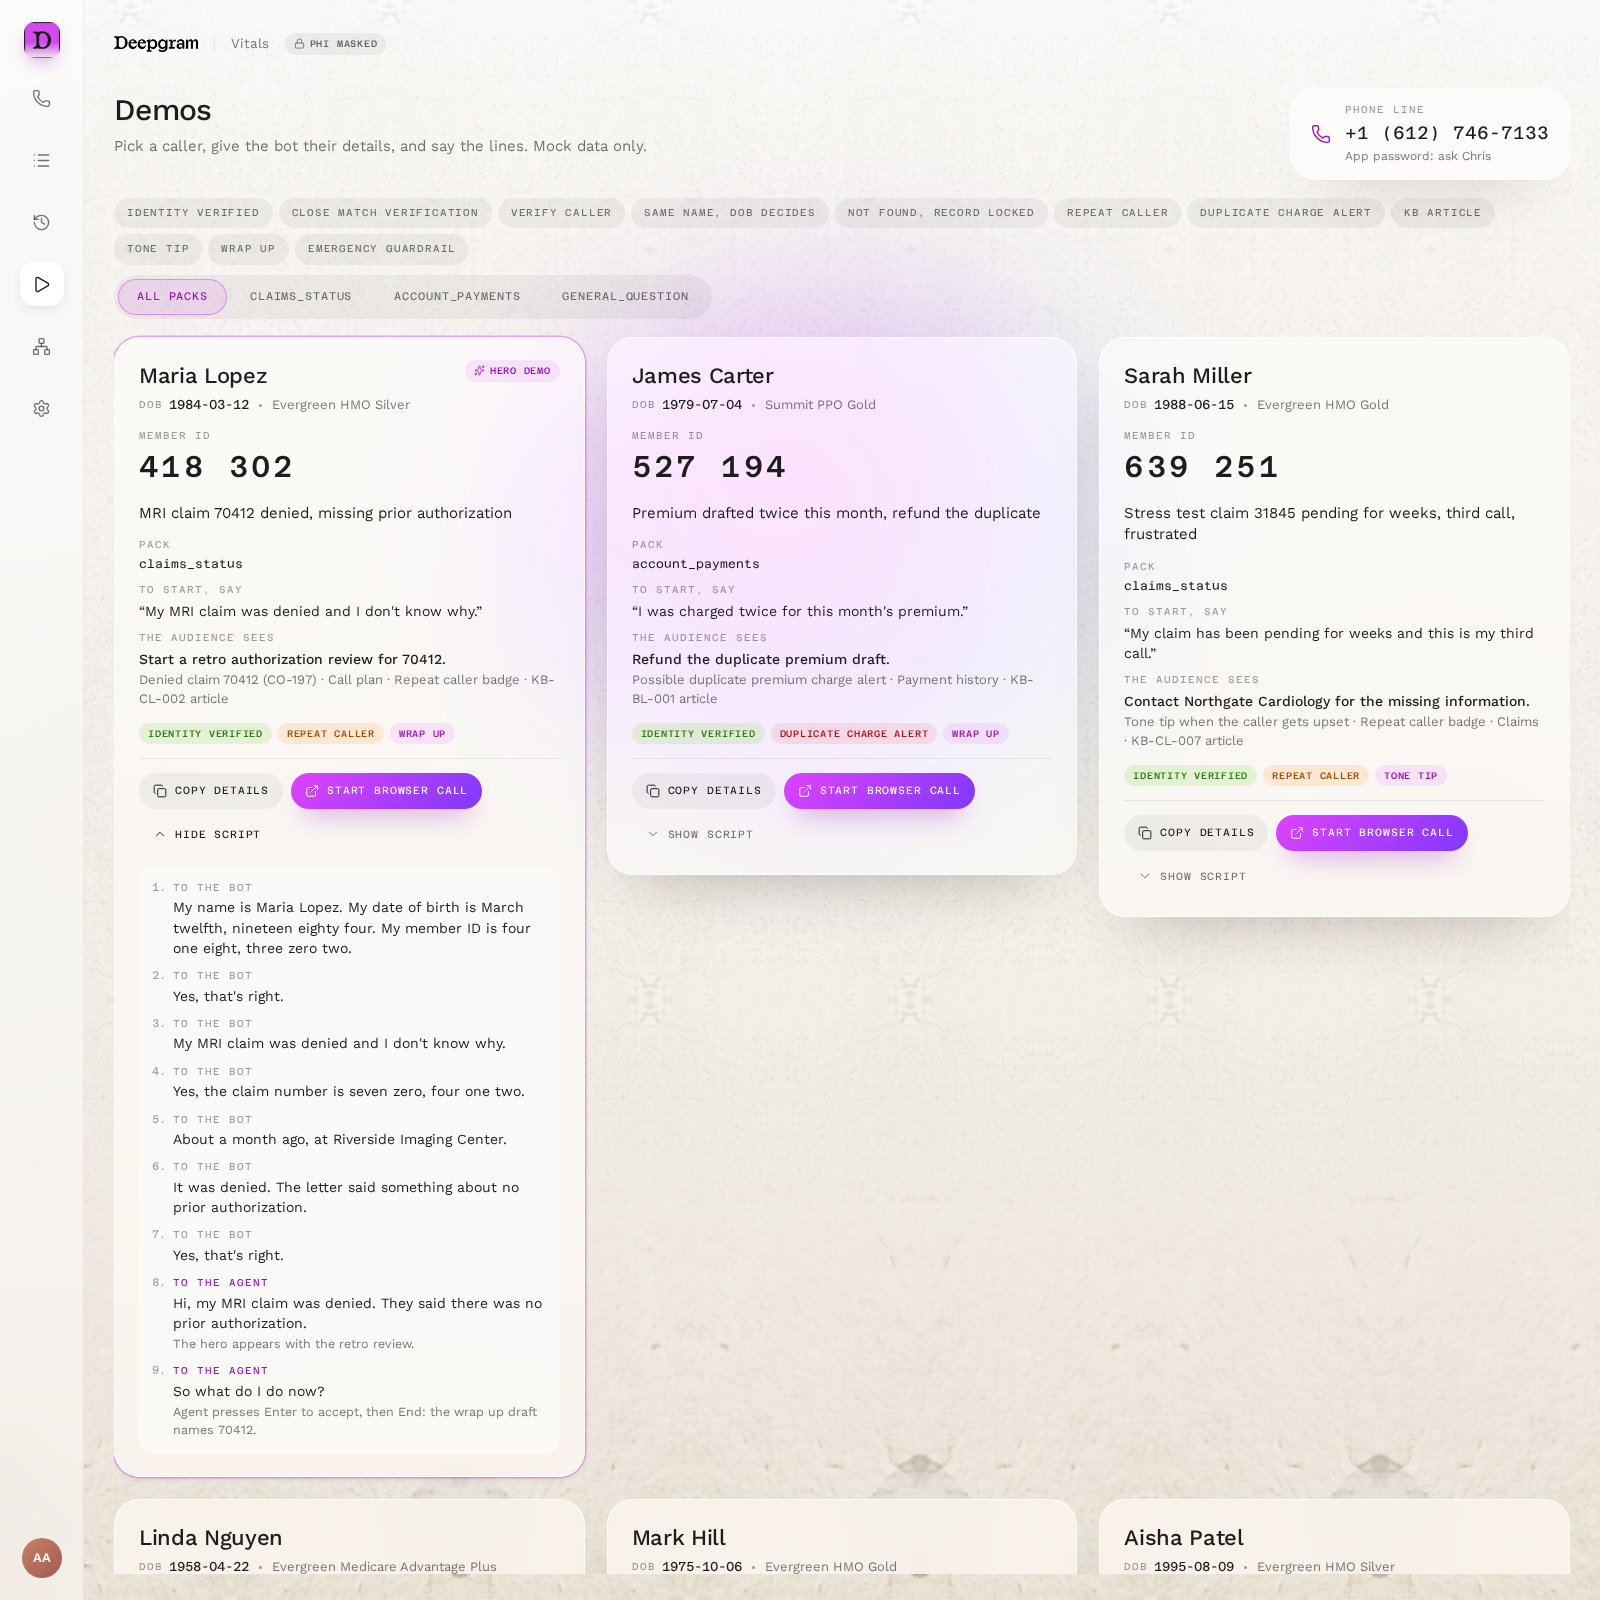 D
Deepgram
Vitals
PHI MASKED
Demos
Pick a caller, give the bot their details, and say the lines. Mock data only.
PHONE LINE
+1 (612) 746-7133
App password: ask Chris
IDENTITY VERIFIED
CLOSE MATCH VERIFICATION
VERIFY CALLER
SAME NAME, DOB DECIDES
NOT FOUND, RECORD LOCKED
REPEAT CALLER
DUPLICATE CHARGE ALERT
KB ARTICLE
TONE TIP
WRAP UP
EMERGENCY GUARDRAIL
ALL PACKS
CLAIMS_STATUS
ACCOUNT_PAYMENTS
GENERAL_QUESTION
Maria Lopez
HERO DEMO
DOB 1984-03-12 • Evergreen HMO Silver
MEMBER ID
418 302
MRI claim 70412 denied, missing prior authorization
PACK
claims_status
TO START, SAY
“My MRI claim was denied and I don't know why.”
THE AUDIENCE SEES
Start a retro authorization review for 70412.
Denied claim 70412 (CO-197) · Call plan · Repeat caller badge · KB-
CL-002 article
IDENTITY VERIFIED
REPEAT CALLER
WRAP UP
COPY DETAILS
START BROWSER CALL
HIDE SCRIPT
1. TO THE BOT
My name is Maria Lopez. My date of birth is March
twelfth, nineteen eighty four. My member ID is four
one eight, three zero two.
2. TO THE BOT
Yes, that's right.
3. TO THE BOT
My MRI claim was denied and I don't know why.
4. TO THE BOT
Yes, the claim number is seven zero, four one two.
5. TO THE BOT
About a month ago, at Riverside Imaging Center.
6. TO THE BOT
It was denied. The letter said something about no
prior authorization.
7. TO THE BOT
Yes, that's right.
8. TO THE AGENT
Hi, my MRI claim was denied. They said there was no
prior authorization.
The hero appears with the retro review.
9. TO THE AGENT
So what do I do now?
Agent presses Enter to accept, then End: the wrap up draft
names 70412.
James Carter
DOB 1979-07-04 • Summit PPO Gold
MEMBER ID
527 194
Premium drafted twice this month, refund the duplicate
PACK
account_payments
TO START, SAY
“I was charged twice for this month's premium.”
THE AUDIENCE SEES
Refund the duplicate premium draft.
Possible duplicate premium charge alert · Payment history · KB-
BL-001 article
IDENTITY VERIFIED
DUPLICATE CHARGE ALERT
WRAP UP
COPY DETAILS
START BROWSER CALL
SHOW SCRIPT
Sarah Miller
DOB 1988-06-15 • Evergreen HMO Gold
MEMBER ID
639 251
Stress test claim 31845 pending for weeks, third call,
frustrated
PACK
claims_status
TO START, SAY
“My claim has been pending for weeks and this is my third
call.”
THE AUDIENCE SEES
Contact Northgate Cardiology for the missing information.
Tone tip when the caller gets upset · Repeat caller badge · Claims
· KB-CL-007 article
IDENTITY VERIFIED
REPEAT CALLER
TONE TIP
COPY DETAILS
START BROWSER CALL
SHOW SCRIPT
Linda Nguyen
DOB 1958-04-22 • Evergreen Medicare Advantage Plus
Mark Hill
DOB 1975-10-06 • Evergreen HMO Gold
Aisha Patel
DOB 1995-08-09 • Evergreen HMO Silver
AA